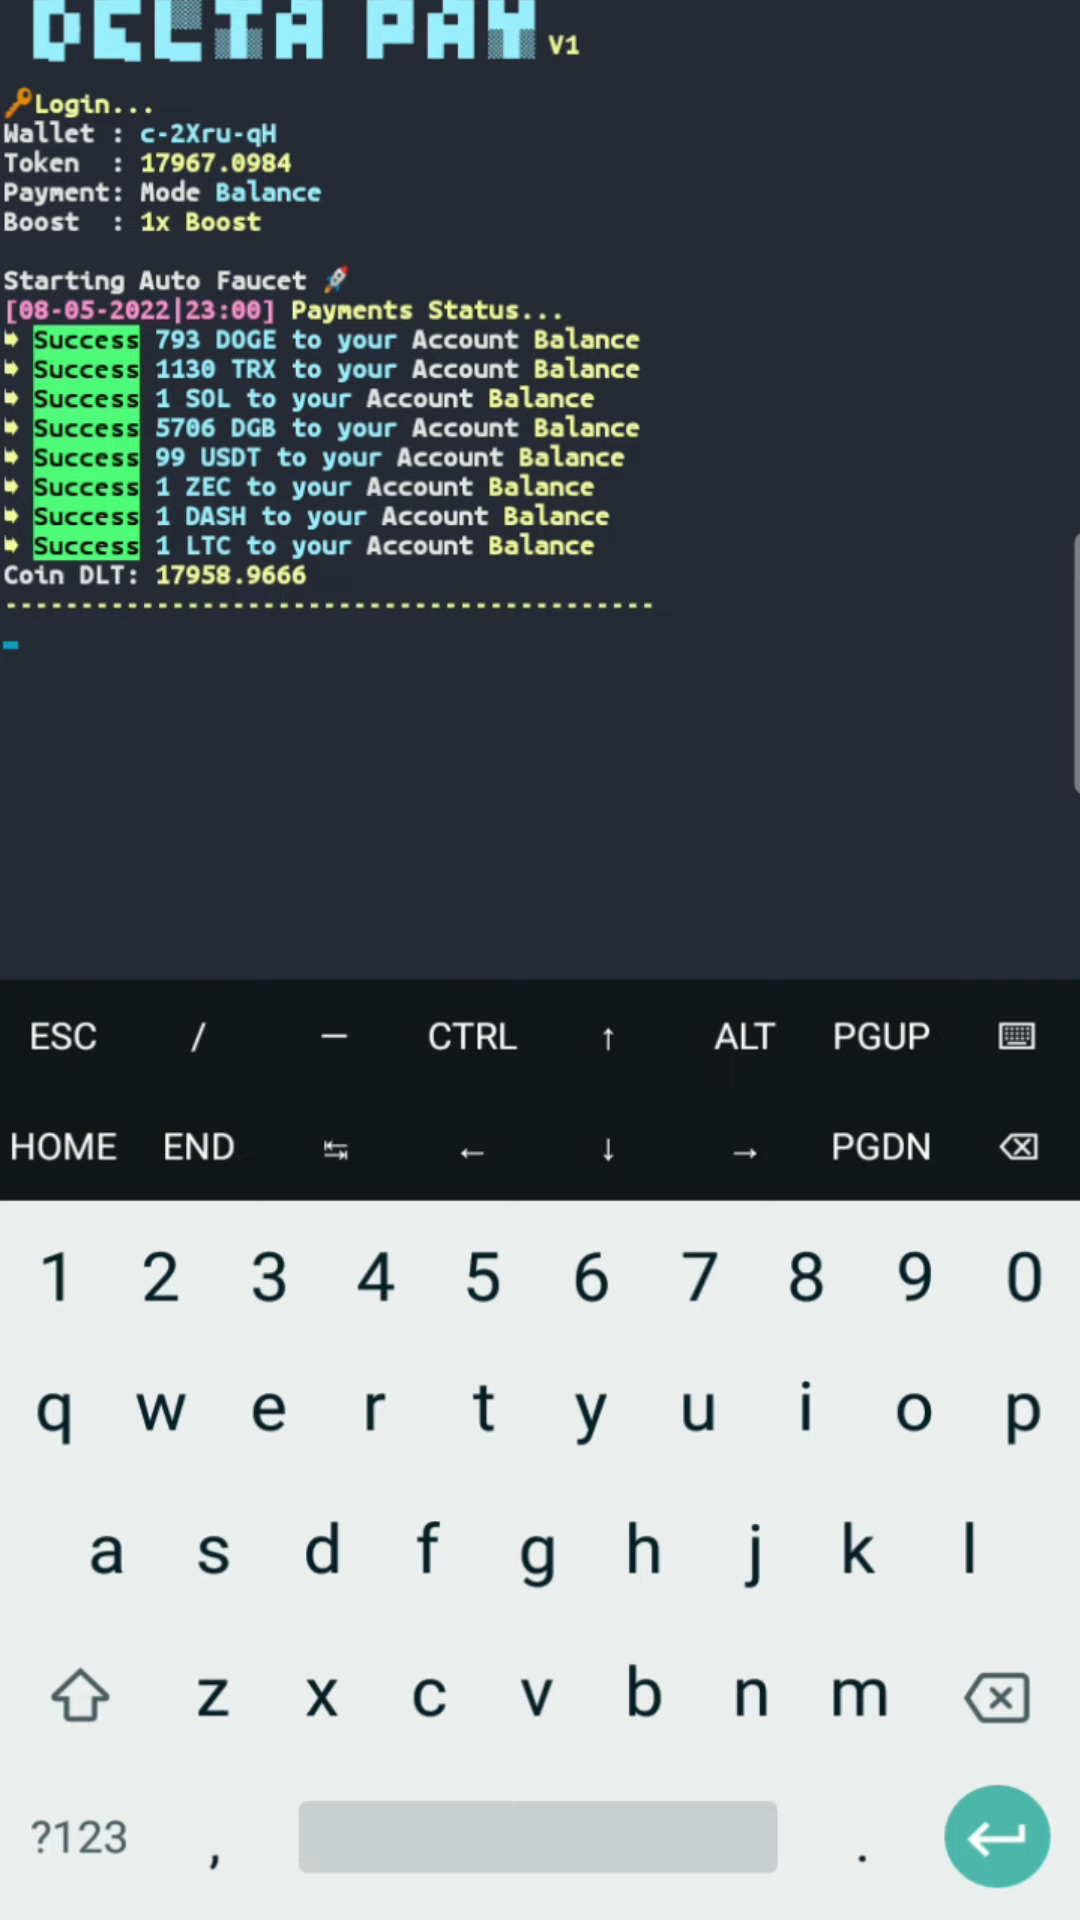 DELTA PAY V1
🔑Login...
Wallet : c-2Xru-qH
Token  : 17967.0984
Payment: Mode Balance
Boost  : 1x Boost
Starting Auto Faucet 🚀
[08-05-2022|23:00] Payments Status...
Success 793 DOGE to your Account Balance
Success 1130 TRX to your Account Balance
Success 1 SOL to your Account Balance
Success 5706 DGB to your Account Balance
Success 99 USDT to your Account Balance
Success 1 ZEC to your Account Balance
Success 1 DASH to your Account Balance
Success 1 LTC to your Account Balance
Coin DLT: 17958.9666
-------------------------------------------
ESC / — CTRL ↑ ALT PGUP
HOME END ↹ ← ↓ → PGDN
1 2 3 4 5 6 7 8 9 0
q w e r t y u i o p
a s d f g h j k l
z x c v b n m
?123 , .